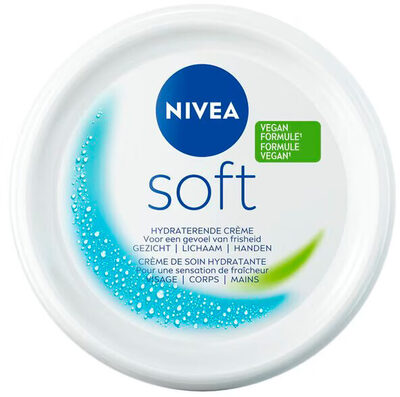 NIVEA
VEGAN
FORMULE¹
FORMULE
VEGAN¹
soft
HYDRATERENDE CRÈME
Voor een gevoel van frisheid
GEZICHT | LICHAAM | HANDEN
CRÈME DE SOIN HYDRATANTE
Pour une sensation de fraîcheur
VISAGE | CORPS | MAINS